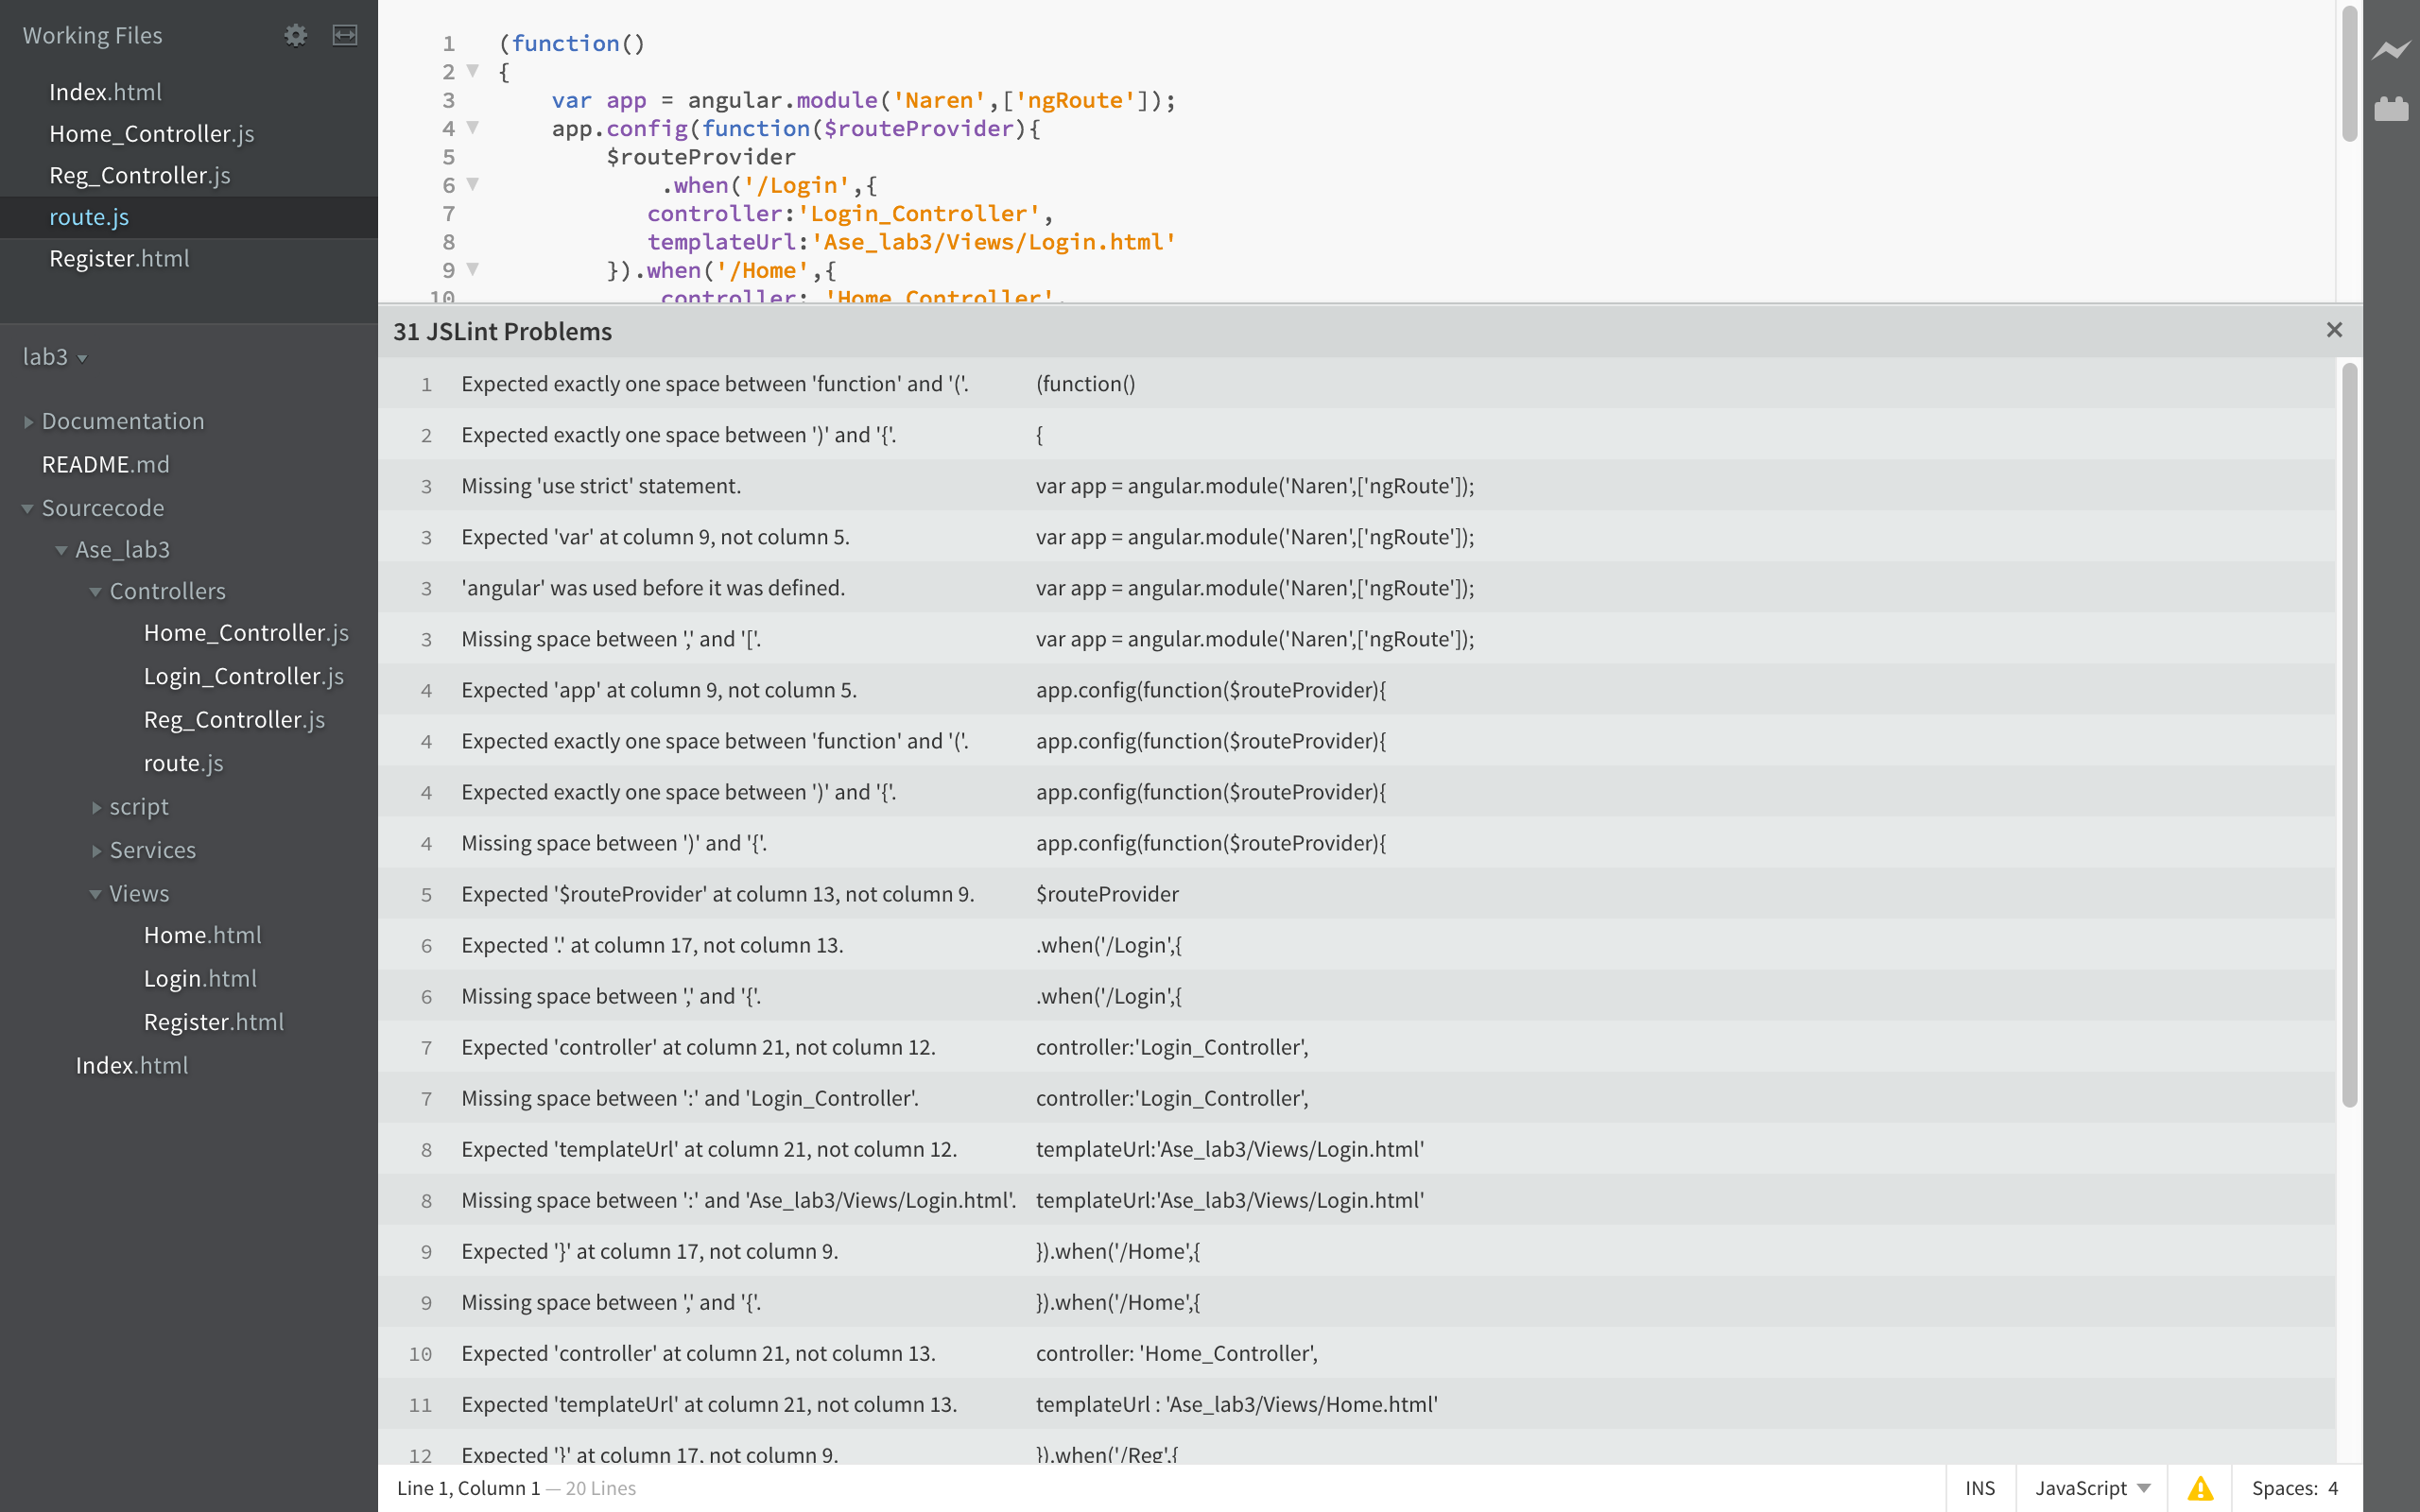 Working Files
Index.html
Home_Controller.js
Reg_Controller.js
route.js
Register.html
lab3
Documentation
README.md
Sourcecode
Ase_lab3
Controllers
Home_Controller.js
Login_Controller.js
Reg_Controller.js
route.js
script
Services
Views
Home.html
Login.html
Register.html
Index.html
1 (function()
2 {
3 var app = angular.module('Naren',['ngRoute']);
4 app.config(function($routeProvider){
5 $routeProvider
6 .when('/Login',{
7 controller:'Login_Controller',
8 templateUrl:'Ase_lab3/Views/Login.html'
9 }).when('/Home',{
10 controller: 'Home_Controller',
31 JSLint Problems
1 Expected exactly one space between 'function' and '('. (function()
2 Expected exactly one space between ')' and '{'. {
3 Missing 'use strict' statement. var app = angular.module('Naren',['ngRoute']);
3 Expected 'var' at column 9, not column 5. var app = angular.module('Naren',['ngRoute']);
3 'angular' was used before it was defined. var app = angular.module('Naren',['ngRoute']);
3 Missing space between ',' and '['. var app = angular.module('Naren',['ngRoute']);
4 Expected 'app' at column 9, not column 5. app.config(function($routeProvider){
4 Expected exactly one space between 'function' and '('. app.config(function($routeProvider){
4 Expected exactly one space between ')' and '{'. app.config(function($routeProvider){
4 Missing space between ')' and '{'. app.config(function($routeProvider){
5 Expected '$routeProvider' at column 13, not column 9. $routeProvider
6 Expected '.' at column 17, not column 13. .when('/Login',{
6 Missing space between ',' and '{'. .when('/Login',{
7 Expected 'controller' at column 21, not column 12. controller:'Login_Controller',
7 Missing space between ':' and 'Login_Controller'. controller:'Login_Controller',
8 Expected 'templateUrl' at column 21, not column 12. templateUrl:'Ase_lab3/Views/Login.html'
8 Missing space between ':' and 'Ase_lab3/Views/Login.html'. templateUrl:'Ase_lab3/Views/Login.html'
9 Expected '}' at column 17, not column 9. }).when('/Home',{
9 Missing space between ',' and '{'. }).when('/Home',{
10 Expected 'controller' at column 21, not column 13. controller: 'Home_Controller',
11 Expected 'templateUrl' at column 21, not column 13. templateUrl : 'Ase_lab3/Views/Home.html'
12 Expected '}' at column 17, not column 9. }).when('/Reg',{
Line 1, Column 1 — 20 Lines
INS JavaScript Spaces: 4